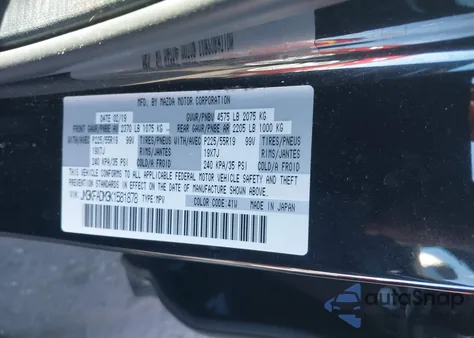 MFD. BY MAZDA MOTOR CORPORATION
DATE 02/19 GVWR/PNBV 4575 LB 2075 KG
FRONT GAWR/PNBE AR 2370 LB 1075 KG REAR GAWR/PNBE AR 2205 LB 1000 KG
P225/55R19 99V TIRES/PNEUS P225/55R19 99V TIRES/PNEUS
RIMS/JANTES 19X7J RIMS/JANTES
240 KPA/35 PSI COLD/A FROID 240 KPA/35 PSI COLD/A FROID
THIS VEHICLE CONFORMS TO ALL APPLICABLE
FEDERAL MOTOR VEHICLE SAFETY, BUMPER, AND
THEFT PREVENTION STANDARDS IN EFFECT ON THE
DATE OF MANUFACTURE SHOWN ABOVE.
VIN: JM3KFADM3K1581878 TYPE:MPV COLOR CODE:41W MADE IN JAPAN
autoSnap